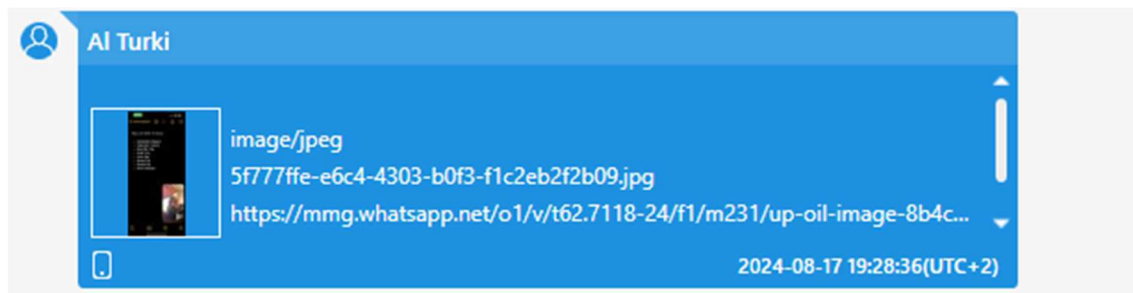 Al Turki
image/jpeg
5f777ffe-e6c4-4303-b0f3-f1c2eb2f2b09.jpg
https://mmg.whatsapp.net/o1/v/t62.7118-24/f1/m231/up-oil-image-8b4c...
2024-08-17 19:28:36(UTC+2)